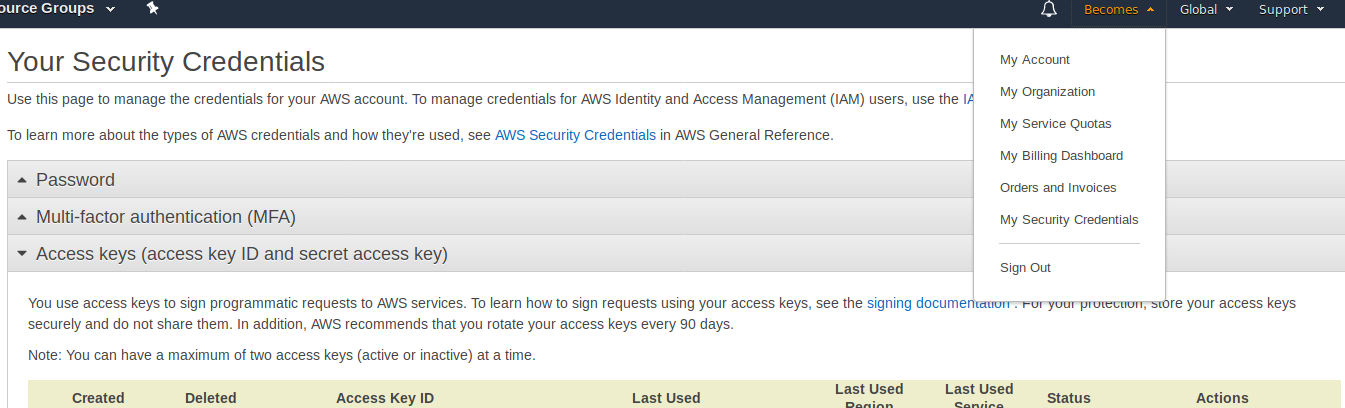 ource Groups
Becomes
Global
Support
My Account
My Organization
My Service Quotas
My Billing Dashboard
Orders and Invoices
My Security Credentials
Sign Out
Your Security Credentials
Use this page to manage the credentials for your AWS account. To manage credentials for AWS Identity and Access Management (IAM) users, use the IA
To learn more about the types of AWS credentials and how they're used, see AWS Security Credentials in AWS General Reference.
Password
Multi-factor authentication (MFA)
Access keys (access key ID and secret access key)
You use access keys to sign programmatic requests to AWS services. To learn how to sign requests using your access keys, see the signing documentation . For your protection, store your access keys
securely and do not share them. In addition, AWS recommends that you rotate your access keys every 90 days.
Note: You can have a maximum of two access keys (active or inactive) at a time.
Created Deleted Access Key ID Last Used Last Used Region Last Used Service Status Actions